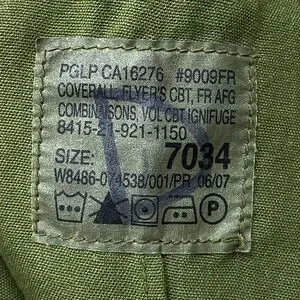 PGLP CA16276 #9009FR
COVERALL, FLYER'S CBT, FR AFG
COMBINAISONS, VOL CBT IGNIFUGE
8415-21-921-1150
SIZE: 7034
W8486-074538/001/PR 06/07
P